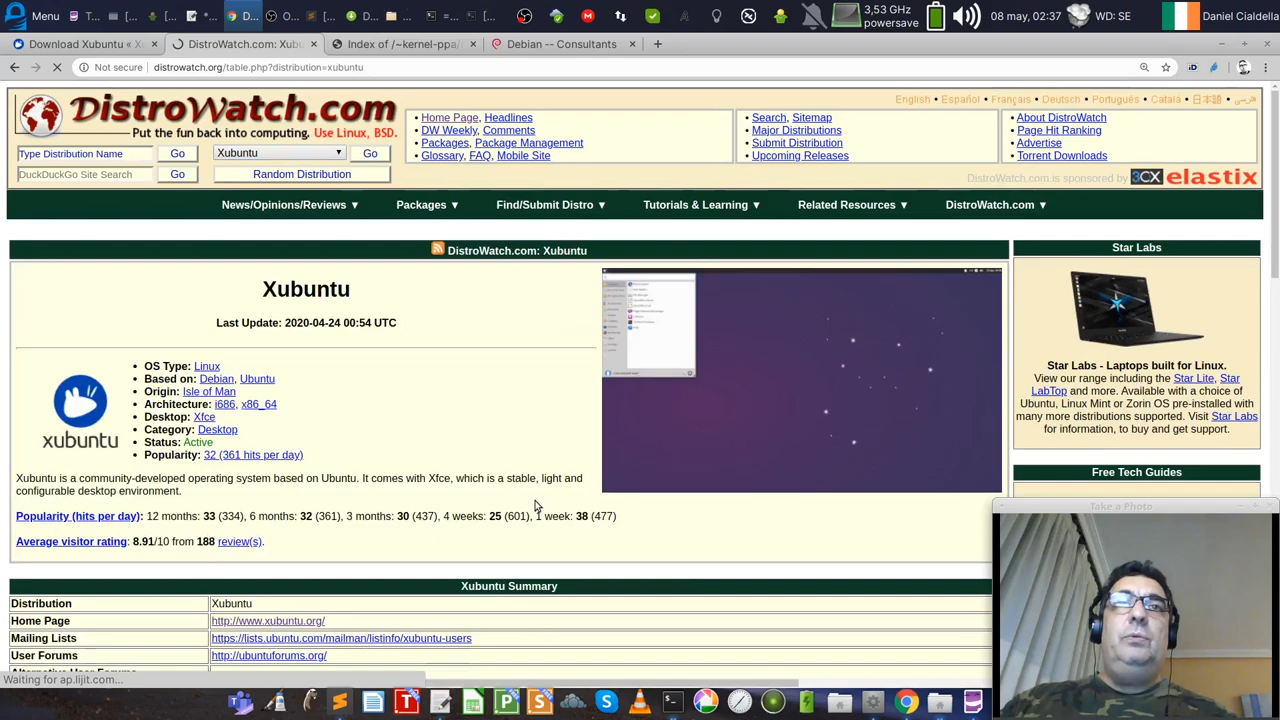 Menu
3,53 GHz
powersave
08 may, 02:37
WD: SE
Daniel Cialdella
Download Xubuntu « X
DistroWatch.com: Xubu
Index of /~kernel-ppa/
Debian -- Consultants
Not secure | distrowatch.org/table.php?distribution=xubuntu
DistroWatch.com
Put the fun back into computing. Use Linux, BSD.
English • Español • Français • Deutsch • Português • Català • 日本語 • فارسی
• Home Page, Headlines
• DW Weekly, Comments
• Packages, Package Management
• Glossary, FAQ, Mobile Site
• Search, Sitemap
• Major Distributions
• Submit Distribution
• Upcoming Releases
• About DistroWatch
• Page Hit Ranking
• Advertise
• Torrent Downloads
Type Distribution Name
Go
Xubuntu
Go
DuckDuckGo Site Search
Go
Random Distribution
DistroWatch.com is sponsored by 3CX elastix
News/Opinions/Reviews ▼
Packages ▼
Find/Submit Distro ▼
Tutorials & Learning ▼
Related Resources ▼
DistroWatch.com ▼
DistroWatch.com: Xubuntu
Xubuntu
Last Update: 2020-04-24 00:54 UTC
xubuntu
• OS Type: Linux
• Based on: Debian, Ubuntu
• Origin: Isle of Man
• Architecture: i686, x86_64
• Desktop: Xfce
• Category: Desktop
• Status: Active
• Popularity: 32 (361 hits per day)
Xubuntu is a community-developed operating system based on Ubuntu. It comes with Xfce, which is a stable, light and
configurable desktop environment.
Popularity (hits per day): 12 months: 33 (334), 6 months: 32 (361), 3 months: 30 (437), 4 weeks: 25 (601), 1 week: 38 (477)
Average visitor rating: 8.91/10 from 188 review(s).
Xubuntu Summary
Distribution
Xubuntu
Home Page
http://www.xubuntu.org/
Mailing Lists
https://lists.ubuntu.com/mailman/listinfo/xubuntu-users
User Forums
http://ubuntuforums.org/
Star Labs
Star Labs - Laptops built for Linux.
View our range including the Star Lite, Star
LabTop and more. Available with a choice of
Ubuntu, Linux Mint or Zorin OS pre-installed with
many more distributions supported. Visit Star Labs
for information, to buy and get support.
Free Tech Guides
Take a Photo
Waiting for ap.lijit.com...